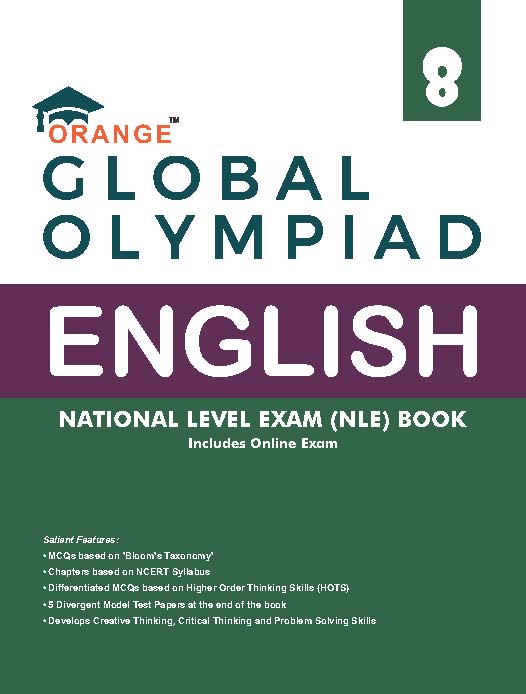 8
ORANGE™
GLOBAL
OLYMPIAD
ENGLISH
NATIONAL LEVEL EXAM (NLE) BOOK
Includes Online Exam
Salient Features:
• MCQs based on 'Bloom's Taxonomy'
• Chapters based on NCERT Syllabus
• Differentiated MCQs based on Higher Order Thinking Skills (HOTS)
• 5 Divergent Model Test Papers at the end of the book
• Develops Creative Thinking, Critical Thinking and Problem Solving Skills